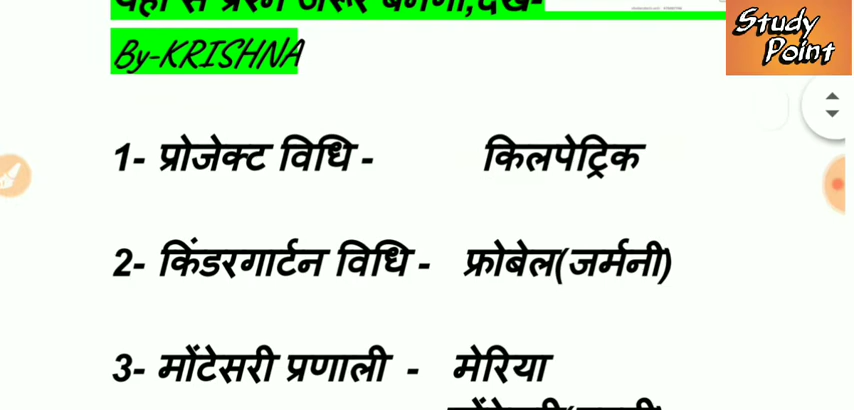 Study
Point
By-KRISHNA
1- प्रोजेक्ट विधि - किलपेट्रिक
2- किंडरगार्टन विधि - फ्रोबेल(जर्मनी)
3- मोंटेसरी प्रणाली - मेरिया